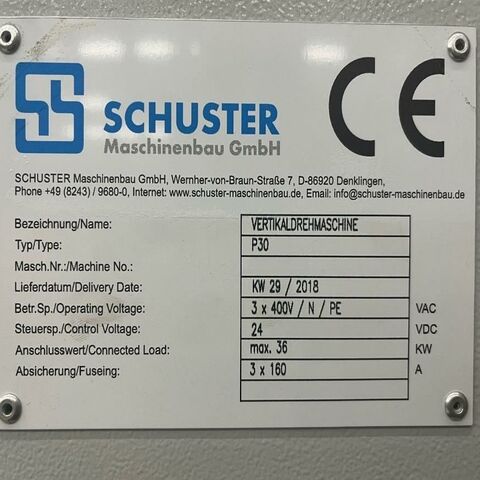 SCHUSTER
Maschinenbau GmbH
CE
SCHUSTER Maschinenbau GmbH, Wernher-von-Braun-Straße 7, D-86920 Denklingen,
Phone +49 (8243) / 9680-0, Internet: www.schuster-maschinenbau.de, Email: info@schuster-maschinenbau.de
Bezeichnung/Name: VERTIKALDREHMASCHINE
Typ/Type: P30
Masch.Nr.:/Machine No.:
Lieferdatum/Delivery Date: KW 29 / 2018
Betr.Sp./Operating Voltage: 3 x 400V / N / PE VAC
Steuersp./Control Voltage: 24 VDC
Anschlusswert/Connected Load: max. 36 KW
Absicherung/Fuseing: 3 x 160 A